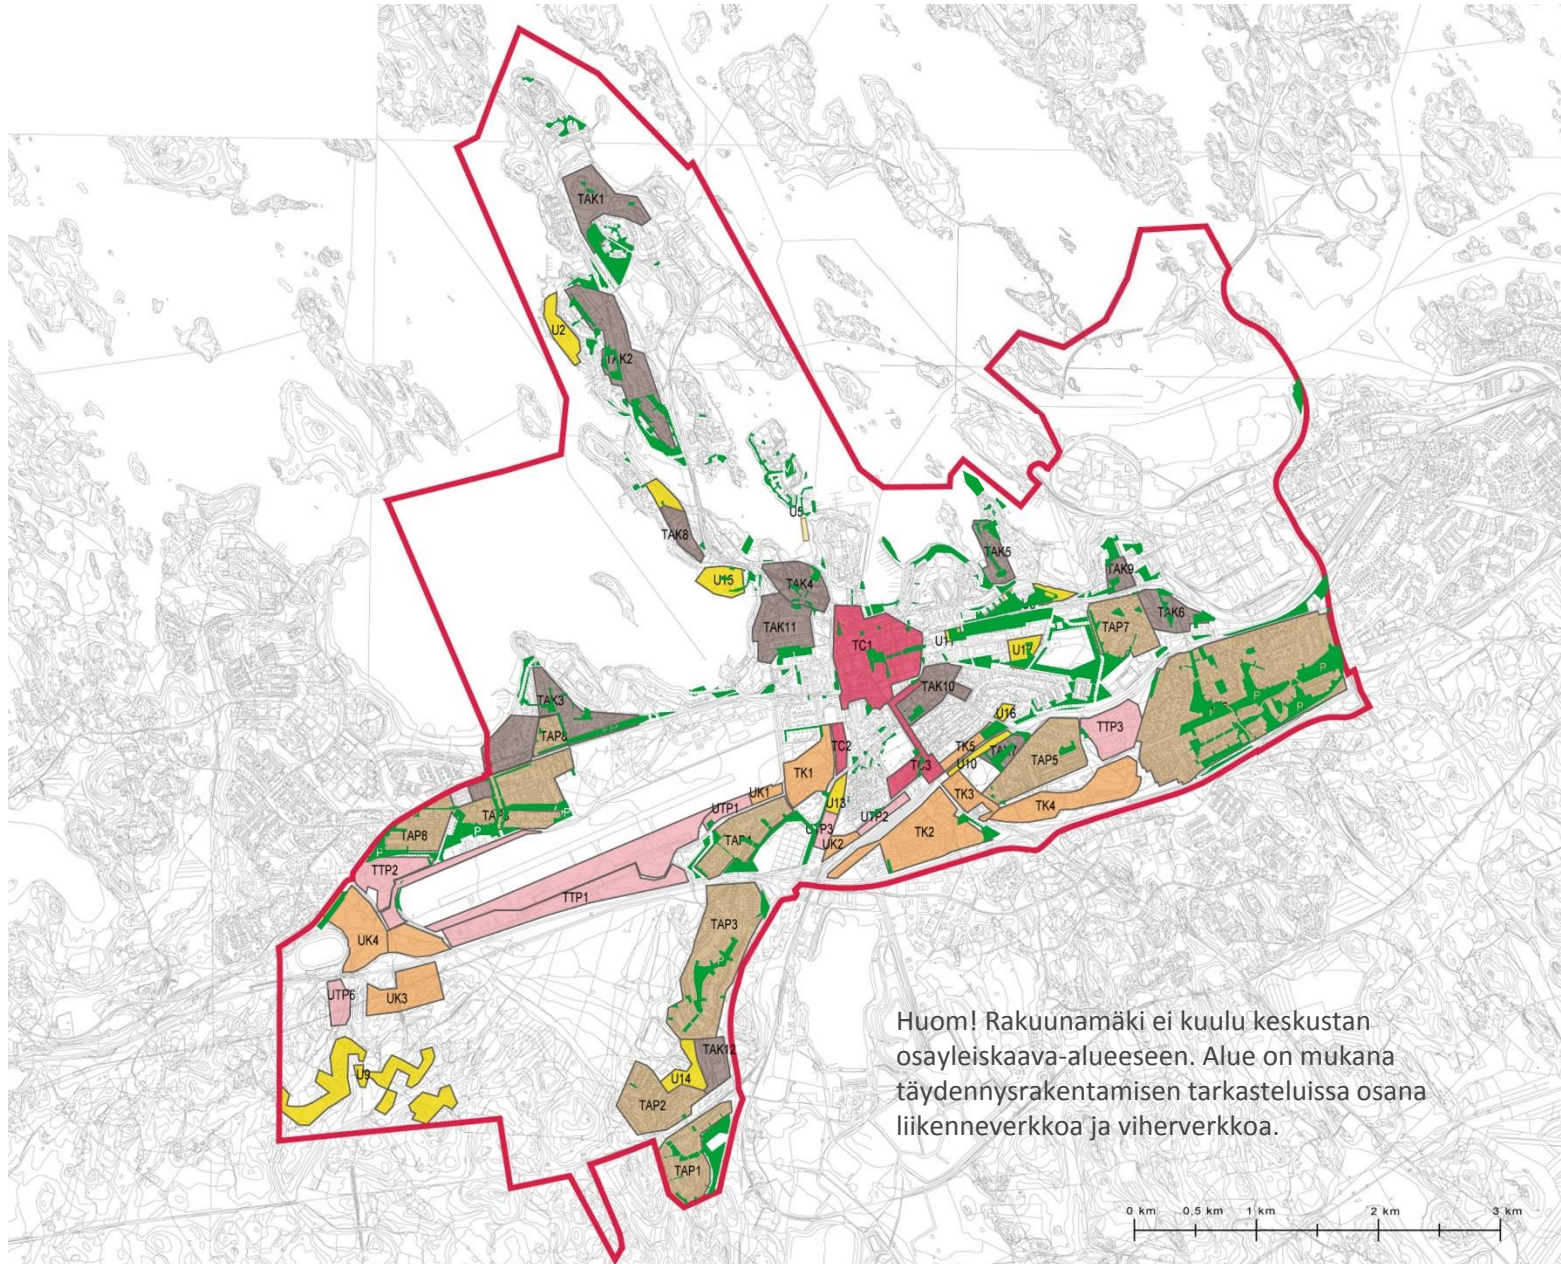 TAK1
U2
TAK2
TAK8
U5
U15
TAK4
TAK11
TAK5
TAK9
TAK6
TAP7
TC1
U17
TAK10
TAK3
U16
TTP3
TC2
TK5
TAP5
TC3
U10
TK1
UK1
TK3
U13
UTP1
UTP2
TK4
TAP8
UK2
TK2
TTP2
TTP1
TAP3
UK4
UK3
Huom! Rakuunamäki ei kuulu keskustan
osayleiskaava-alueeseen. Alue on mukana
täydennysrakentamisen tarkasteluissa osana
liikenneverkkoa ja viherverkkoa.
TAK12
U9
U14
TAP2
TAP1
0 km 0,5 km 1 km 2 km 3 km